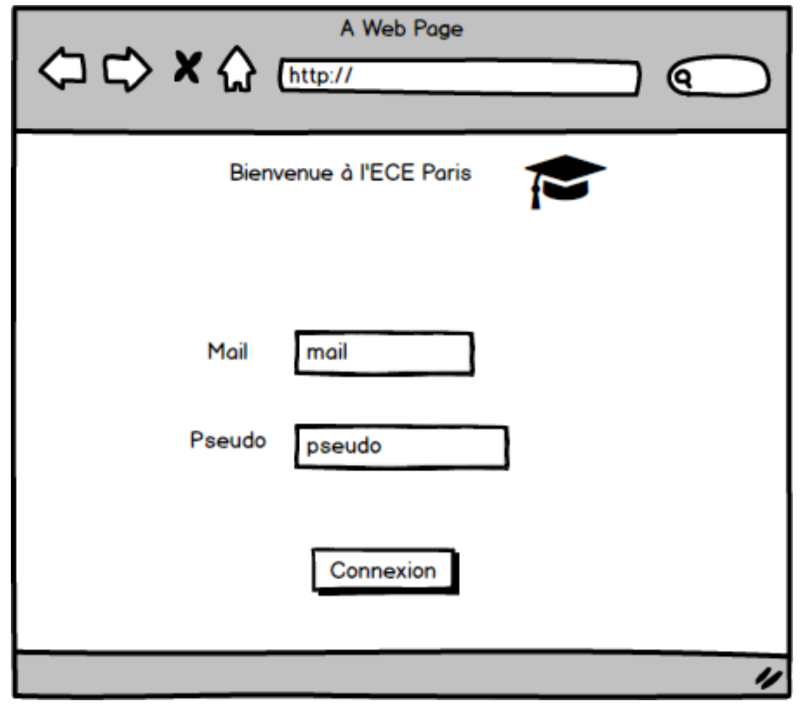 A Web Page
http://
Bienvenue à l'ECE Paris
Mail
mail
Pseudo
pseudo
Connexion